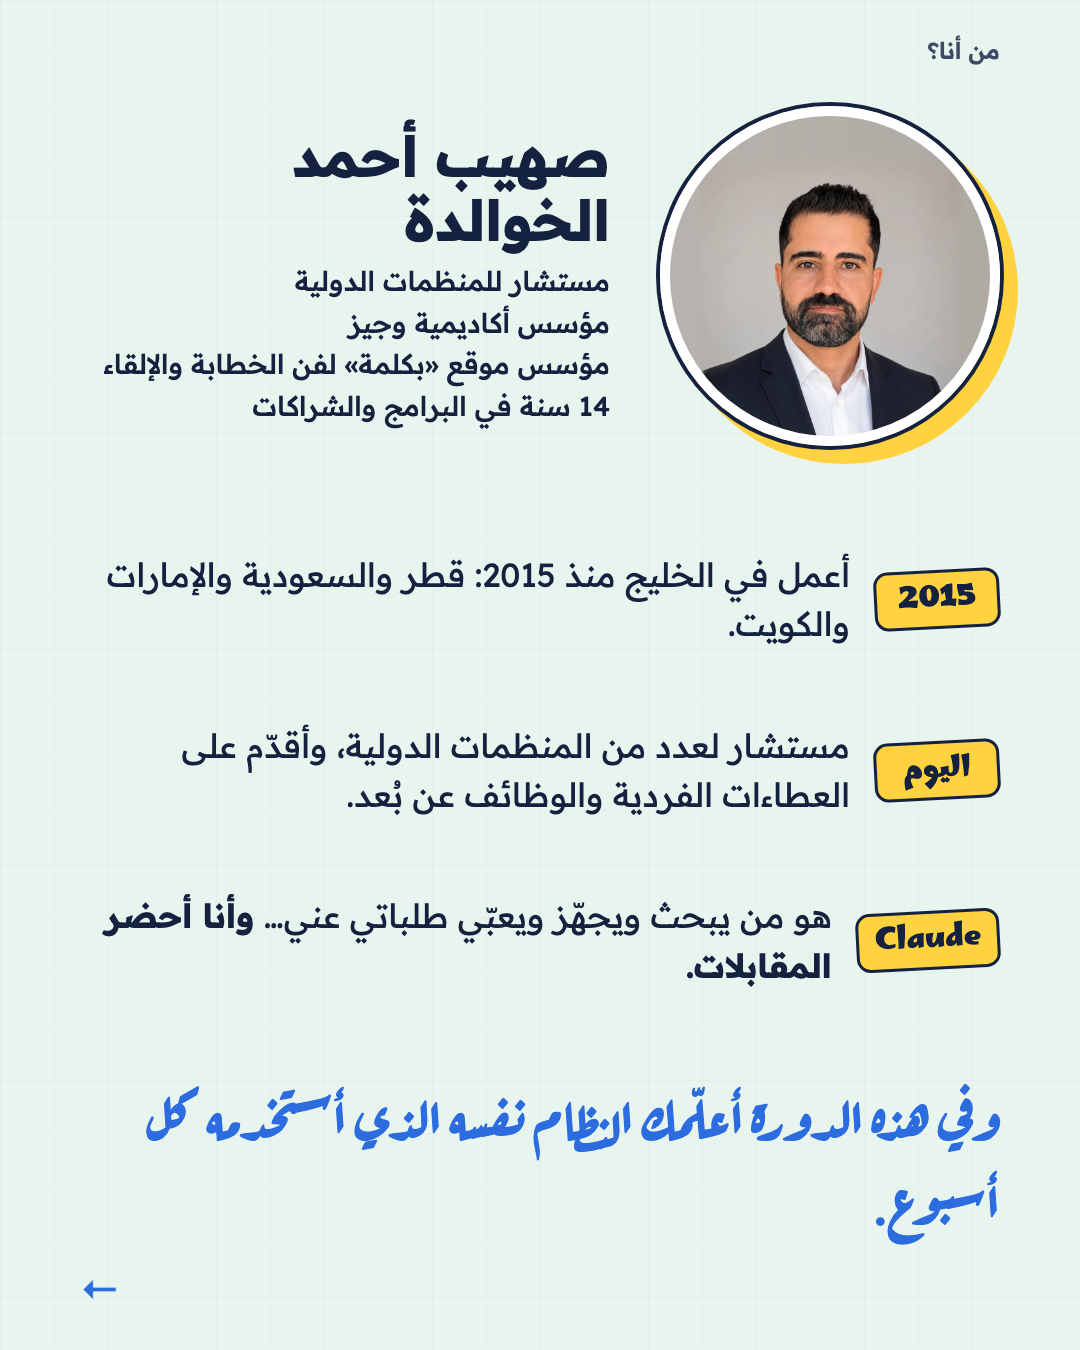 من أنا؟
صهيب أحمد
الخوالدة
مستشار للمنظمات الدولية
مؤسس أكاديمية وجيز
مؤسس موقع «بكلمة» لفن الخطابة والإلقاء
14 سنة في البرامج والشراكات
2015
أعمل في الخليج منذ 2015: قطر والسعودية والإمارات
والكويت.
اليوم
مستشار لعدد من المنظمات الدولية، وأقدّم على
العطاءات الفردية والوظائف عن بُعد.
Claude
هو من يبحث ويجهّز ويعبّي طلباتي عني... وأنا أحضر
المقابلات.
وفي هذه الدورة أعلّمك النظام نفسه الذي أستخدمه كل
أسبوع.